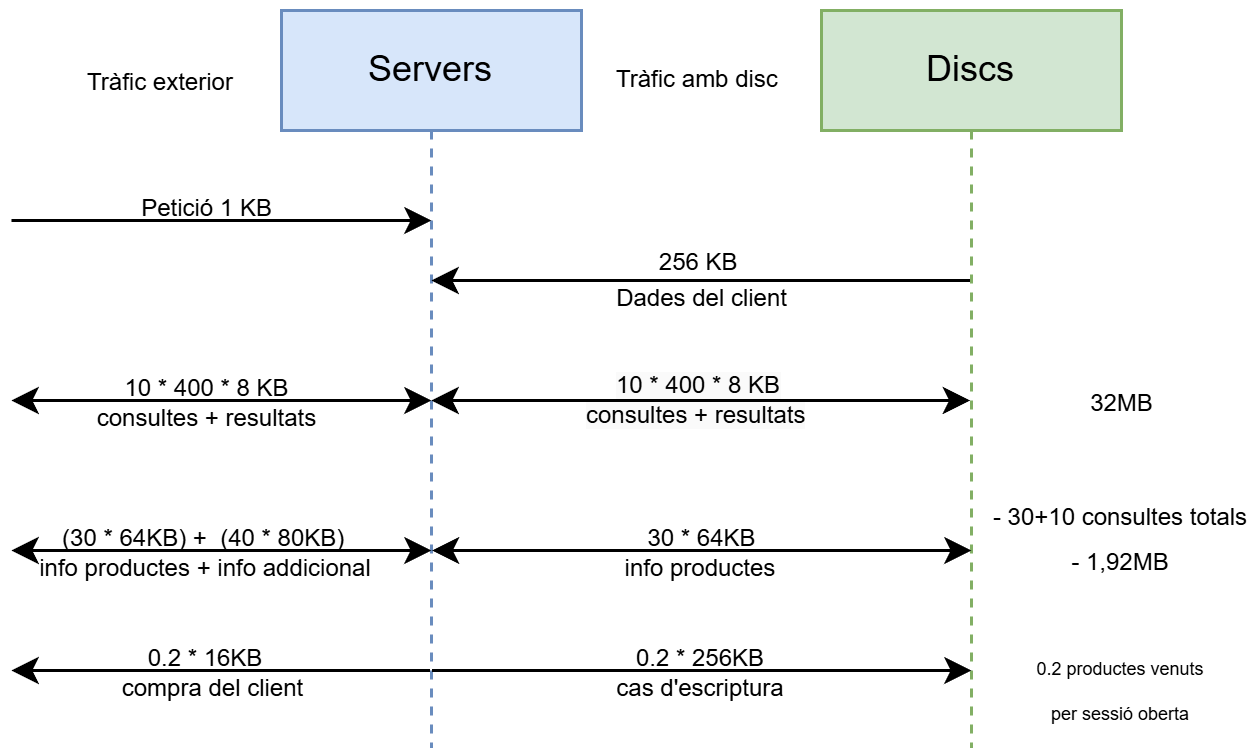 Servers
Discs
Tràfic exterior
Tràfic amb disc
Petició 1 KB
256 KB
Dades del client
10 * 400 * 8 KB
consultes + resultats
10 * 400 * 8 KB
consultes + resultats
32MB
(30 * 64KB) + (40 * 80KB)
info productes + info addicional
30 * 64KB
info productes
- 30+10 consultes totals
- 1,92MB
0.2 * 16KB
compra del client
0.2 * 256KB
cas d'escriptura
0.2 productes venuts
per sessió oberta